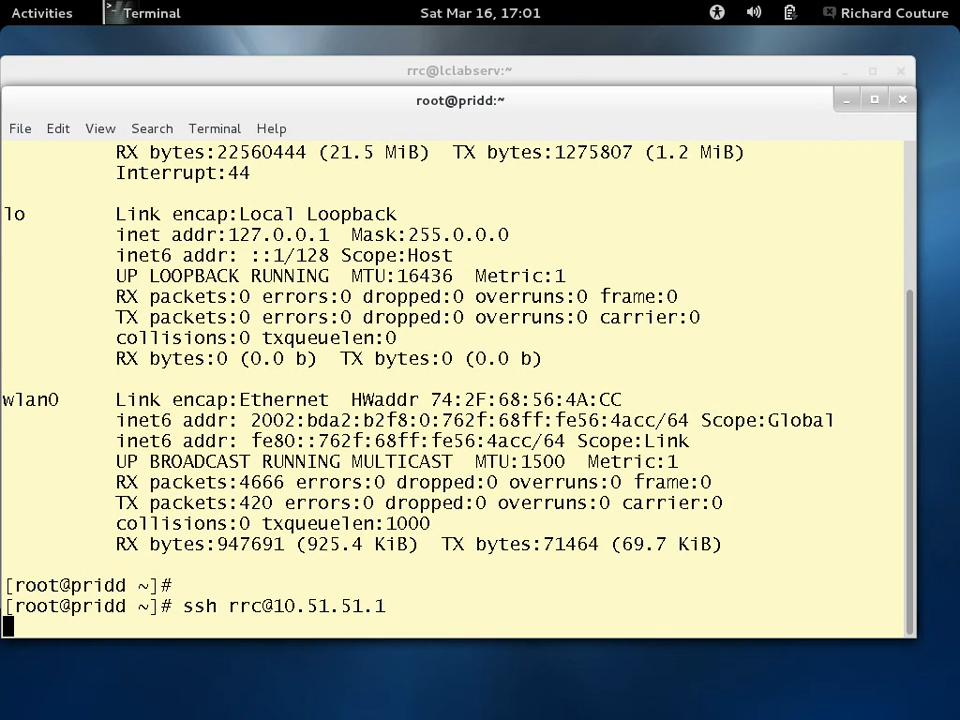 Activities Terminal Sat Mar 16, 17:01 Richard Couture
rrc@lclabserv:~
root@pridd:~
File Edit View Search Terminal Help
RX bytes:22560444 (21.5 MiB)  TX bytes:1275807 (1.2 MiB)
Interrupt:44
lo        Link encap:Local Loopback
inet addr:127.0.0.1  Mask:255.0.0.0
inet6 addr: ::1/128 Scope:Host
UP LOOPBACK RUNNING  MTU:16436  Metric:1
RX packets:0 errors:0 dropped:0 overruns:0 frame:0
TX packets:0 errors:0 dropped:0 overruns:0 carrier:0
collisions:0 txqueuelen:0
RX bytes:0 (0.0 b)  TX bytes:0 (0.0 b)
wlan0     Link encap:Ethernet  HWaddr 74:2F:68:56:4A:CC
inet6 addr: 2002:bda2:b2f8:0:762f:68ff:fe56:4acc/64 Scope:Global
inet6 addr: fe80::762f:68ff:fe56:4acc/64 Scope:Link
UP BROADCAST RUNNING MULTICAST  MTU:1500  Metric:1
RX packets:4666 errors:0 dropped:0 overruns:0 frame:0
TX packets:420 errors:0 dropped:0 overruns:0 carrier:0
collisions:0 txqueuelen:1000
RX bytes:947691 (925.4 KiB)  TX bytes:71464 (69.7 KiB)
[root@pridd ~]#
[root@pridd ~]# ssh rrc@10.51.51.1